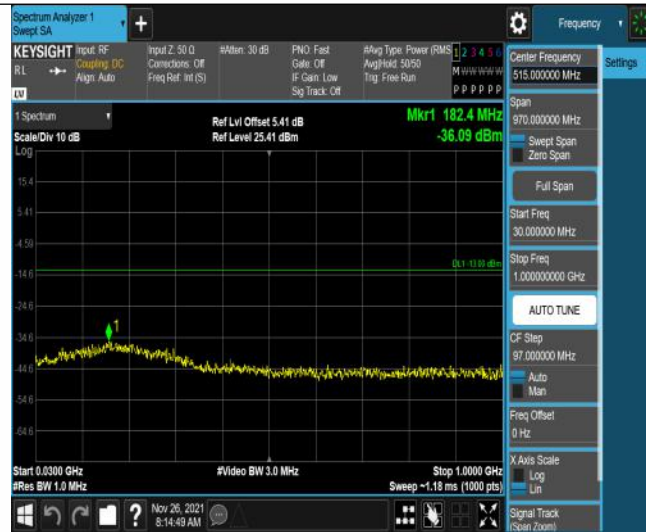 Spectrum Analyzer 1
Swept SA
Frequency
KEYSIGHT
RL
Input: RF
Coupling: DC
Align: Auto
Input Z: 50 Ω
Corrections: Off
Freq Ref: Int (S)
#Atten: 30 dB
PNO: Fast
Gate: Off
IF Gain: Low
Sig Track: Off
#Avg Type: Power (RMS
Avg|Hold: 50/50
Trig: Free Run
1 2 3 4 5 6
M W W W W W
P P P P P P
LXI
1 Spectrum
Scale/Div 10 dB
Log
Ref Lvl Offset 5.41 dB
Ref Level 25.41 dBm
Mkr1 182.4 MHz
-36.09 dBm
15.4
5.41
-4.59
-14.6
-24.6
-34.6
-44.6
-54.6
-64.6
DL1 -13.00 dBm
1
Start 0.0300 GHz
#Res BW 1.0 MHz
#Video BW 3.0 MHz
Stop 1.0000 GHz
Sweep ~1.18 ms (1000 pts)
Center Frequency
515.000000 MHz
Settings
Span
970.000000 MHz
Swept Span
Zero Span
Full Span
Start Freq
30.000000 MHz
Stop Freq
1.000000000 GHz
AUTO TUNE
CF Step
97.000000 MHz
Auto
Man
Freq Offset
0 Hz
X Axis Scale
Log
Lin
Signal Track
(Span Zoom)
?
Nov 26, 2021
8:14:49 AM